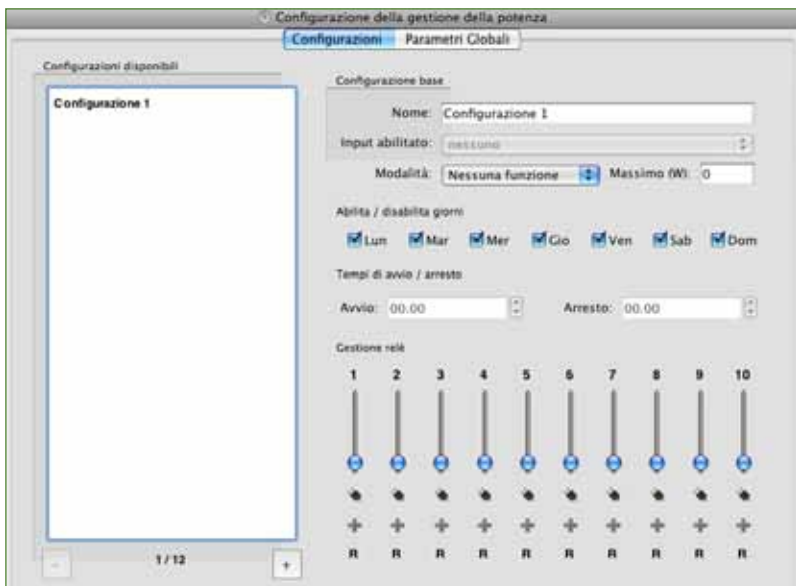 Configurazione della gestione della potenza
Configurazioni Parametri Globali
Configurazioni disponibili
Configurazione 1
1 / 12
- +
Configurazione base
Nome: Configurazione 1
Input abilitato: nessuno
Modalità: Nessuna funzione Massimo (W): 0
Abilita / disabilita giorni
Lun Mar Mer Gio Ven Sab Dom
Tempi di avvio / arresto
Avvio: 00.00 Arresto: 00.00
Gestione relè
1 2 3 4 5 6 7 8 9 10
R R R R R R R R R R